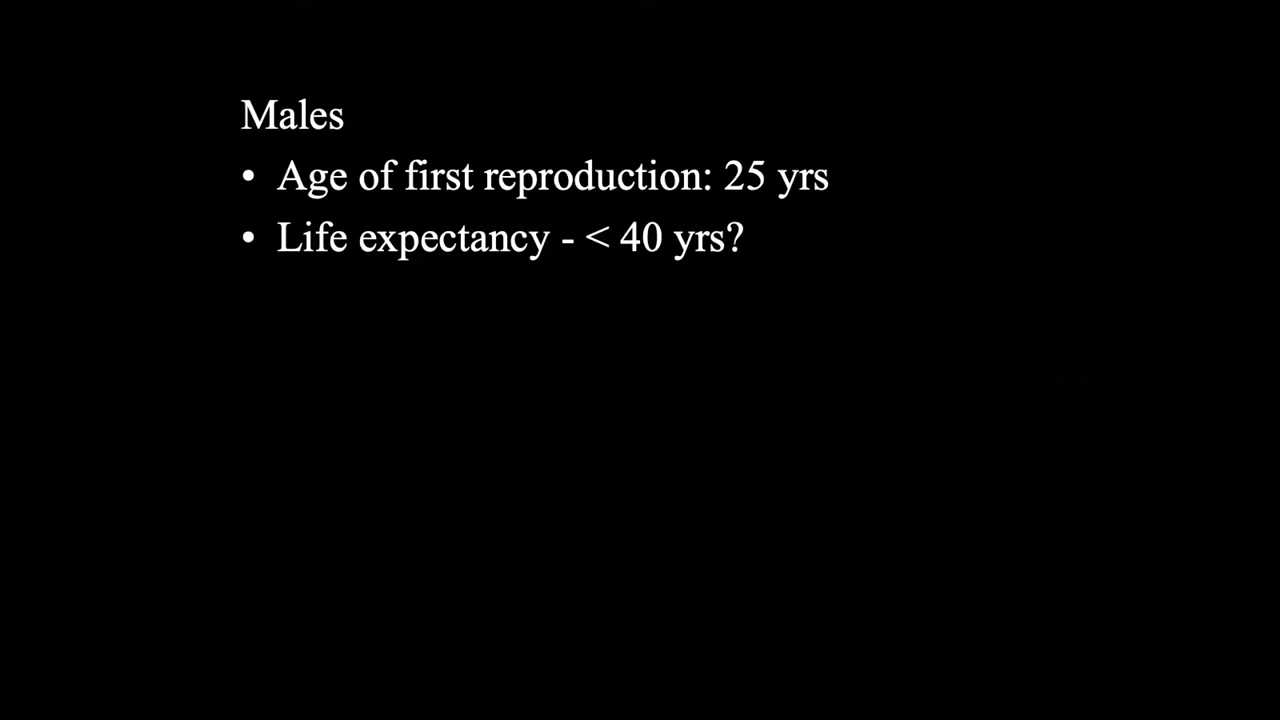 Males
• Age of first reproduction: 25 yrs
• Life expectancy - < 40 yrs?